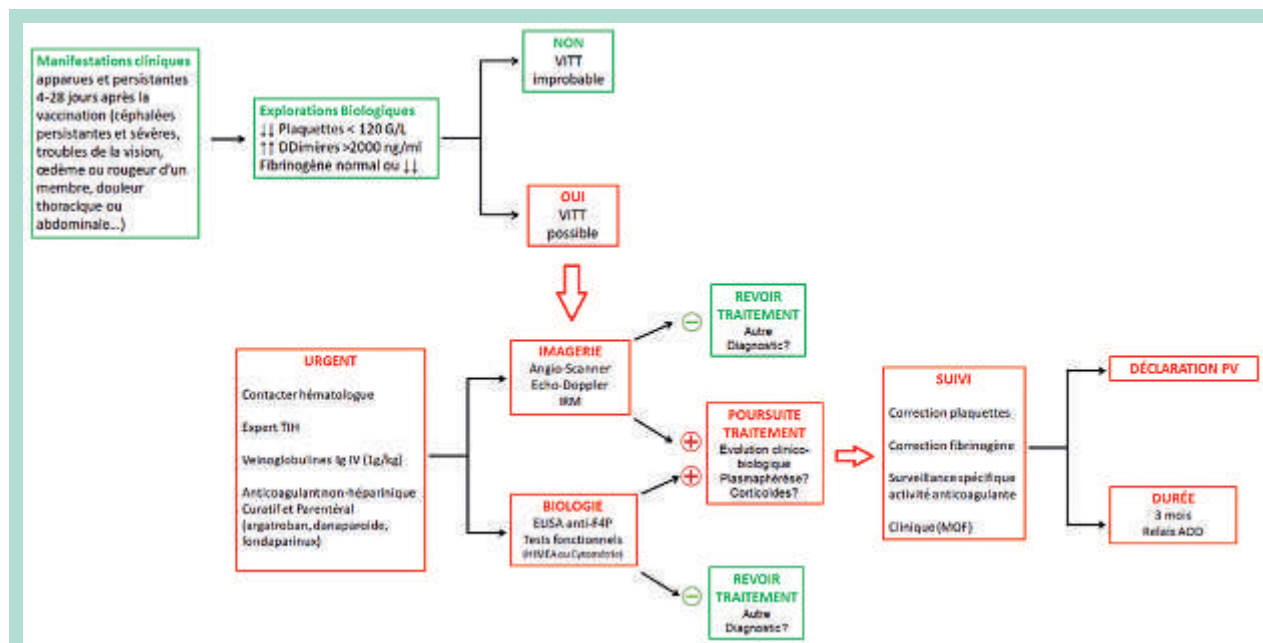 Manifestations cliniques
apparues et persistantes
4-28 jours après la
vaccination (céphalées
persistantes et sévères,
troubles de la vision,
œdème ou rougeur d'un
membre, douleur
thoracique ou
abdominale...)
Explorations Biologiques
↓↓ Plaquettes < 120 G/L
↑↑ DDimères >2000 ng/ml
Fibrinogène normal ou ↓↓
NON
VITT
improbable
OUI
VITT
possible
URGENT
Contacter hématologue
Expert TIH
Veinoglobulines Ig IV (1g/kg)
Anticoagulant non-héparinique
Curatif et Parentéral
(argatroban, danaparoïde,
fondaparinux)
IMAGERIE
Angio-Scanner
Echo-Doppler
IRM
BIOLOGIE
ELISA anti-F4P
Tests fonctionnels
(HIMEA ou Cytométrie)
REVOIR
TRAITEMENT
Autre
Diagnostic?
POURSUITE
TRAITEMENT
Evolution clinico-
biologique
Plasmaphérèse?
Corticoïdes?
REVOIR
TRAITEMENT
Autre
Diagnostic?
SUIVI
Correction plaquettes
Correction fibrinogène
Surveillance spécifique
activité anticoagulante
Clinique (MOF)
DÉCLARATION PV
DURÉE
3 mois
Relais AOD